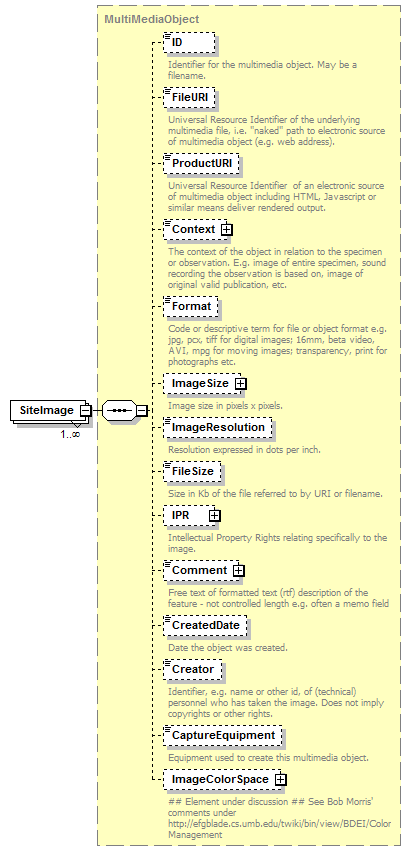 MultiMediaObject
ID
Identifier for the multimedia object. May be a
filename.
FileURI
Universal Resource Identifier of the underlying
multimedia file, i.e. "naked" path to electronic source
of multimedia object (e.g. web address).
ProductURI
Universal Resource Identifier  of an electronic source
of multimedia object including HTML, Javascript or
similar means deliver rendered output.
Context
The context of the object in relation to the specimen
or observation. E.g. image of entire specimen, sound
recording the observation is based on, image of
original valid publication, etc.
Format
Code or descriptive term for file or object format e.g.
jpg, pcx, tiff for digital images; 16mm, beta video,
AVI, mpg for moving images; transparency, print for
photographs etc.
ImageSize
Image size in pixels x pixels.
SiteImage
1..∞
ImageResolution
Resolution expressed in dots per inch.
FileSize
Size in Kb of the file referred to by URI or filename.
IPR
Intellectual Property Rights relating specifically to the
image.
Comment
Free text of formatted text (rtf) description of the
feature - not controlled length e.g. often a memo field
CreatedDate
Date the object was created.
Creator
Identifier, e.g. name or other id, of (technical)
personnel who has taken the image. Does not imply
copyrights or other rights.
CaptureEquipment
Equipment used to create this multimedia object.
ImageColorSpace
## Element under discussion ## See Bob Morris'
comments under
http://efgblade.cs.umb.edu/twiki/bin/view/BDEI/Color
Management